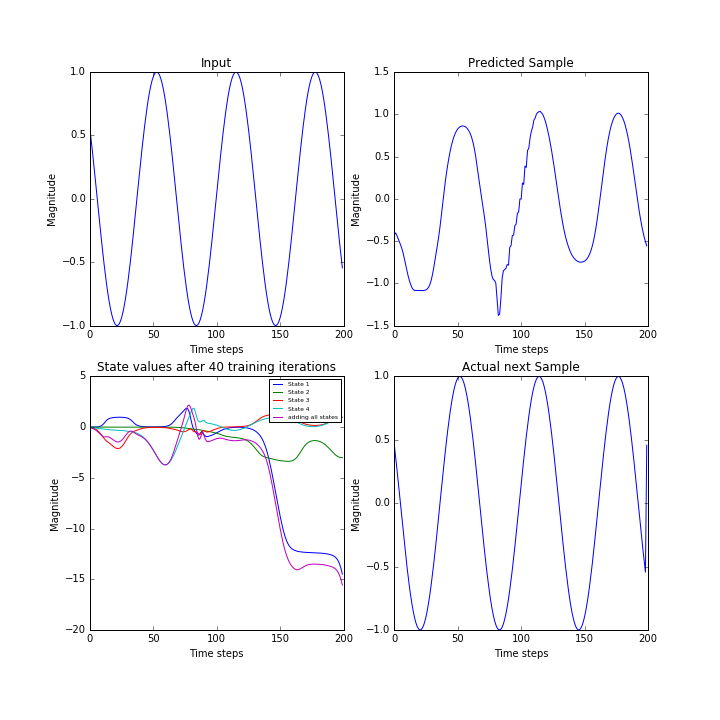 Input
Magnitude
1.0
0.5
0.0
−0.5
−1.0
0 50 100 150 200
Time steps
Predicted Sample
Magnitude
1.5
1.0
0.5
0.0
−0.5
−1.0
−1.5
0 50 100 150 200
Time steps
State values after 40 training iterations
Magnitude
5
0
−5
−10
−15
−20
State 1
State 2
State 3
State 4
adding all states
0 50 100 150 200
Time steps
Actual next Sample
Magnitude
1.0
0.5
0.0
−0.5
−1.0
0 50 100 150 200
Time steps